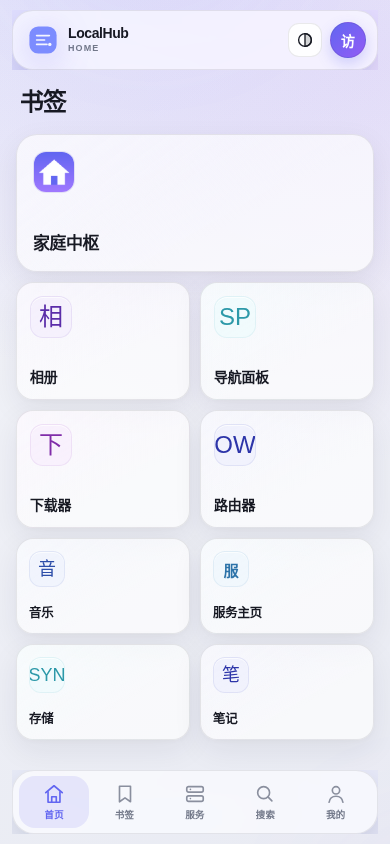 LocalHub
HOME
访
书签
家庭中枢
相
相册
SP
导航面板
下
下载器
OW
路由器
音
音乐
服
服务主页
SYN
存储
笔
笔记
首页
书签
服务
搜索
我的